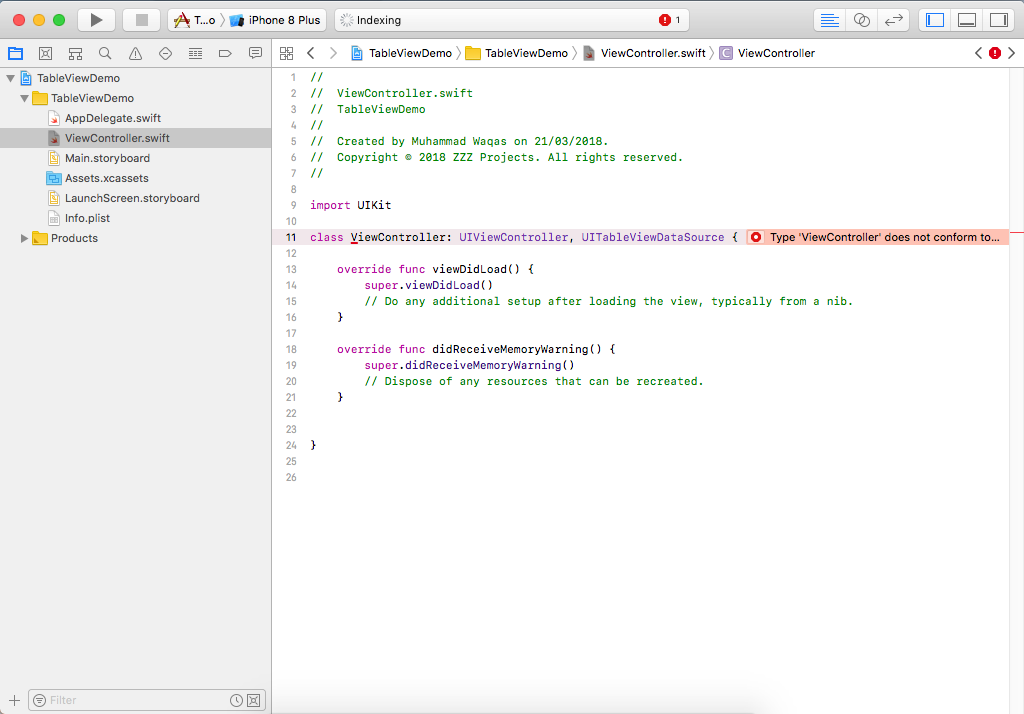 T...o iPhone 8 Plus Indexing 1
TableViewDemo TableViewDemo ViewController.swift C ViewController
TableViewDemo
TableViewDemo
AppDelegate.swift
ViewController.swift
Main.storyboard
Assets.xcassets
LaunchScreen.storyboard
Info.plist
Products
Filter
1 //
2 //  ViewController.swift
3 //  TableViewDemo
4 //
5 //  Created by Muhammad Waqas on 21/03/2018.
6 //  Copyright © 2018 ZZZ Projects. All rights reserved.
7 //
8
9 import UIKit
10
11 class ViewController: UIViewController, UITableViewDataSource { Type 'ViewController' does not conform to...
12
13     override func viewDidLoad() {
14         super.viewDidLoad()
15         // Do any additional setup after loading the view, typically from a nib.
16     }
17
18     override func didReceiveMemoryWarning() {
19         super.didReceiveMemoryWarning()
20         // Dispose of any resources that can be recreated.
21     }
22
23
24 }
25
26